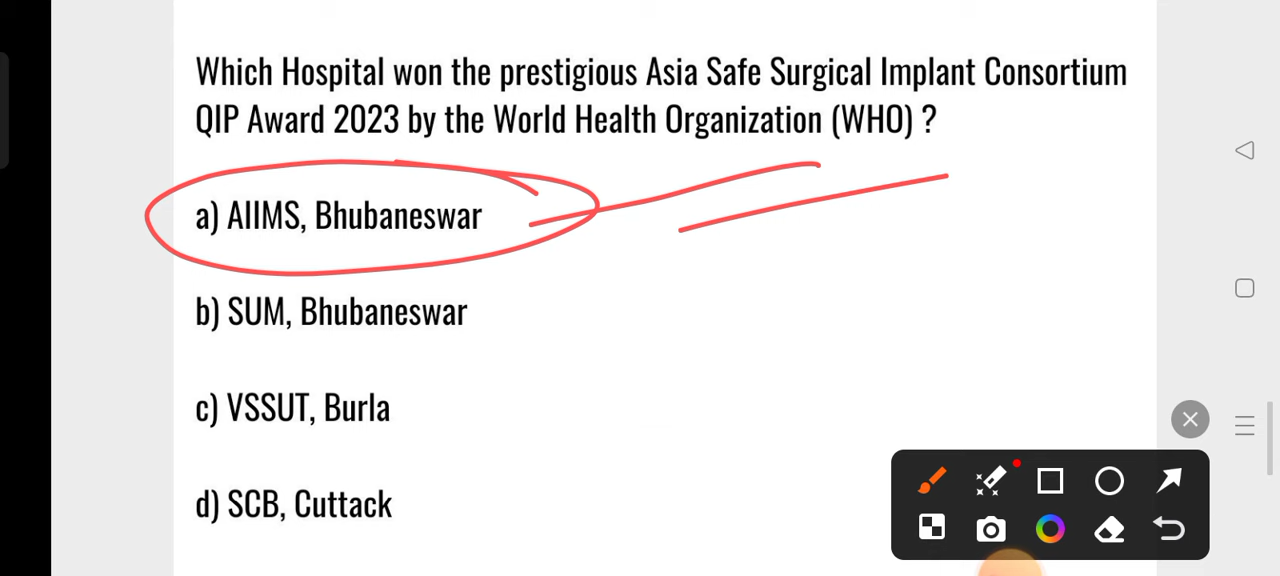 Which Hospital won the prestigious Asia Safe Surgical Implant Consortium
QIP Award 2023 by the World Health Organization (WHO) ?
a) AIIMS, Bhubaneswar
b) SUM, Bhubaneswar
c) VSSUT, Burla
d) SCB, Cuttack